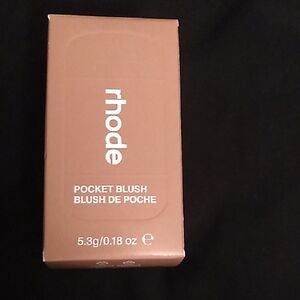 rhode
POCKET BLUSH
BLUSH DE POCHE
5.3g/0.18 oz ℮